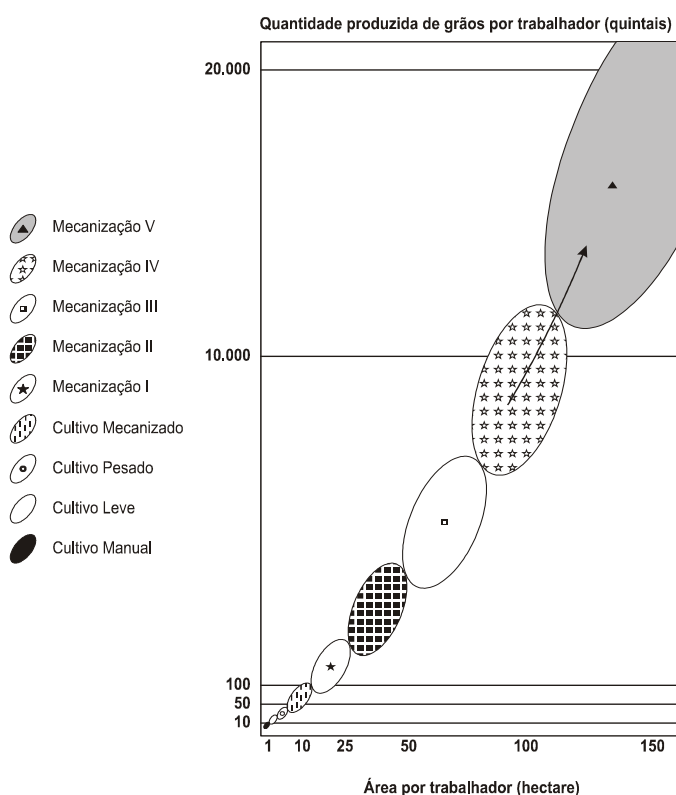 Quantidade produzida de grãos por trabalhador (quintais)
20.000
10.000
100
50
10
1 10 25 50 100 150
Área por trabalhador (hectare)
Mecanização V
Mecanização IV
Mecanização III
Mecanização II
Mecanização I
Cultivo Mecanizado
Cultivo Pesado
Cultivo Leve
Cultivo Manual